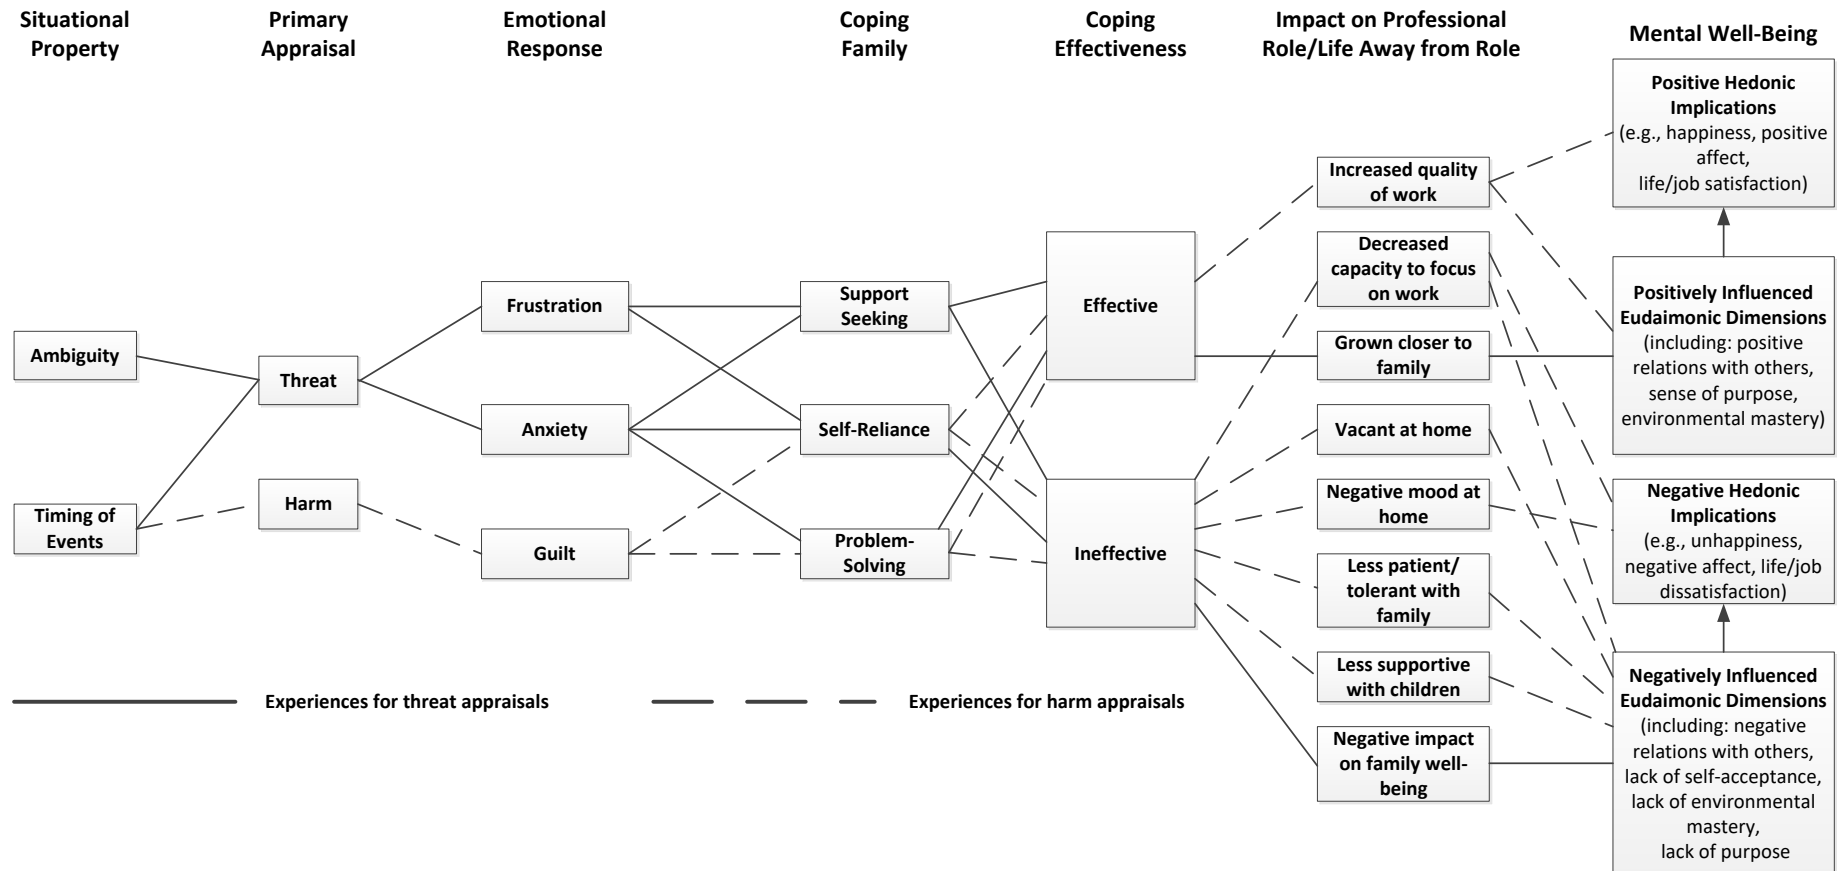 Situational
Property
Primary
Appraisal
Emotional
Response
Coping
Family
Coping
Effectiveness
Impact on Professional
Role/Life Away from Role
Mental Well-Being
Ambiguity
Timing of
Events
Threat
Harm
Frustration
Anxiety
Guilt
Support
Seeking
Self-Reliance
Problem-
Solving
Effective
Ineffective
Increased quality
of work
Decreased
capacity to focus
on work
Grown closer to
family
Vacant at home
Negative mood at
home
Less patient/
tolerant with
family
Less supportive
with children
Negative impact
on family well-
being
Positive Hedonic
Implications
(e.g., happiness, positive
affect,
life/job satisfaction)
Positively Influenced
Eudaimonic Dimensions
(including: positive
relations with others,
sense of purpose,
environmental mastery)
Negative Hedonic
Implications
(e.g., unhappiness,
negative affect, life/job
dissatisfaction)
Negatively Influenced
Eudaimonic Dimensions
(including: negative
relations with others,
lack of self-acceptance,
lack of environmental
mastery,
lack of purpose
Experiences for threat appraisals
Experiences for harm appraisals